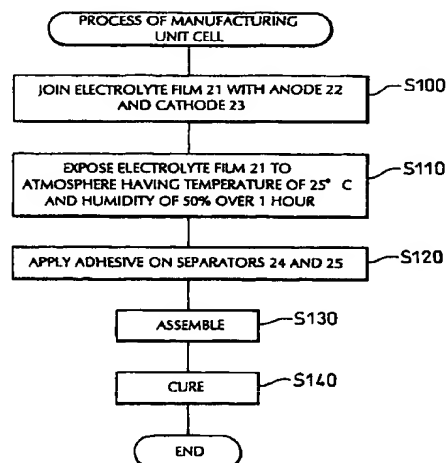 PROCESS OF MANUFACTURING
UNIT CELL
JOIN ELECTROLYTE FILM 21 WITH ANODE 22
AND CATHODE 23
S100
EXPOSE ELECTROLYTE FILM 21 TO
ATMOSPHERE HAVING TEMPERATURE OF 25° C
AND HUMIDITY OF 50% OVER 1 HOUR
S110
APPLY ADHESIVE ON SEPARATORS 24 AND 25
S120
ASSEMBLE
S130
CURE
S140
END